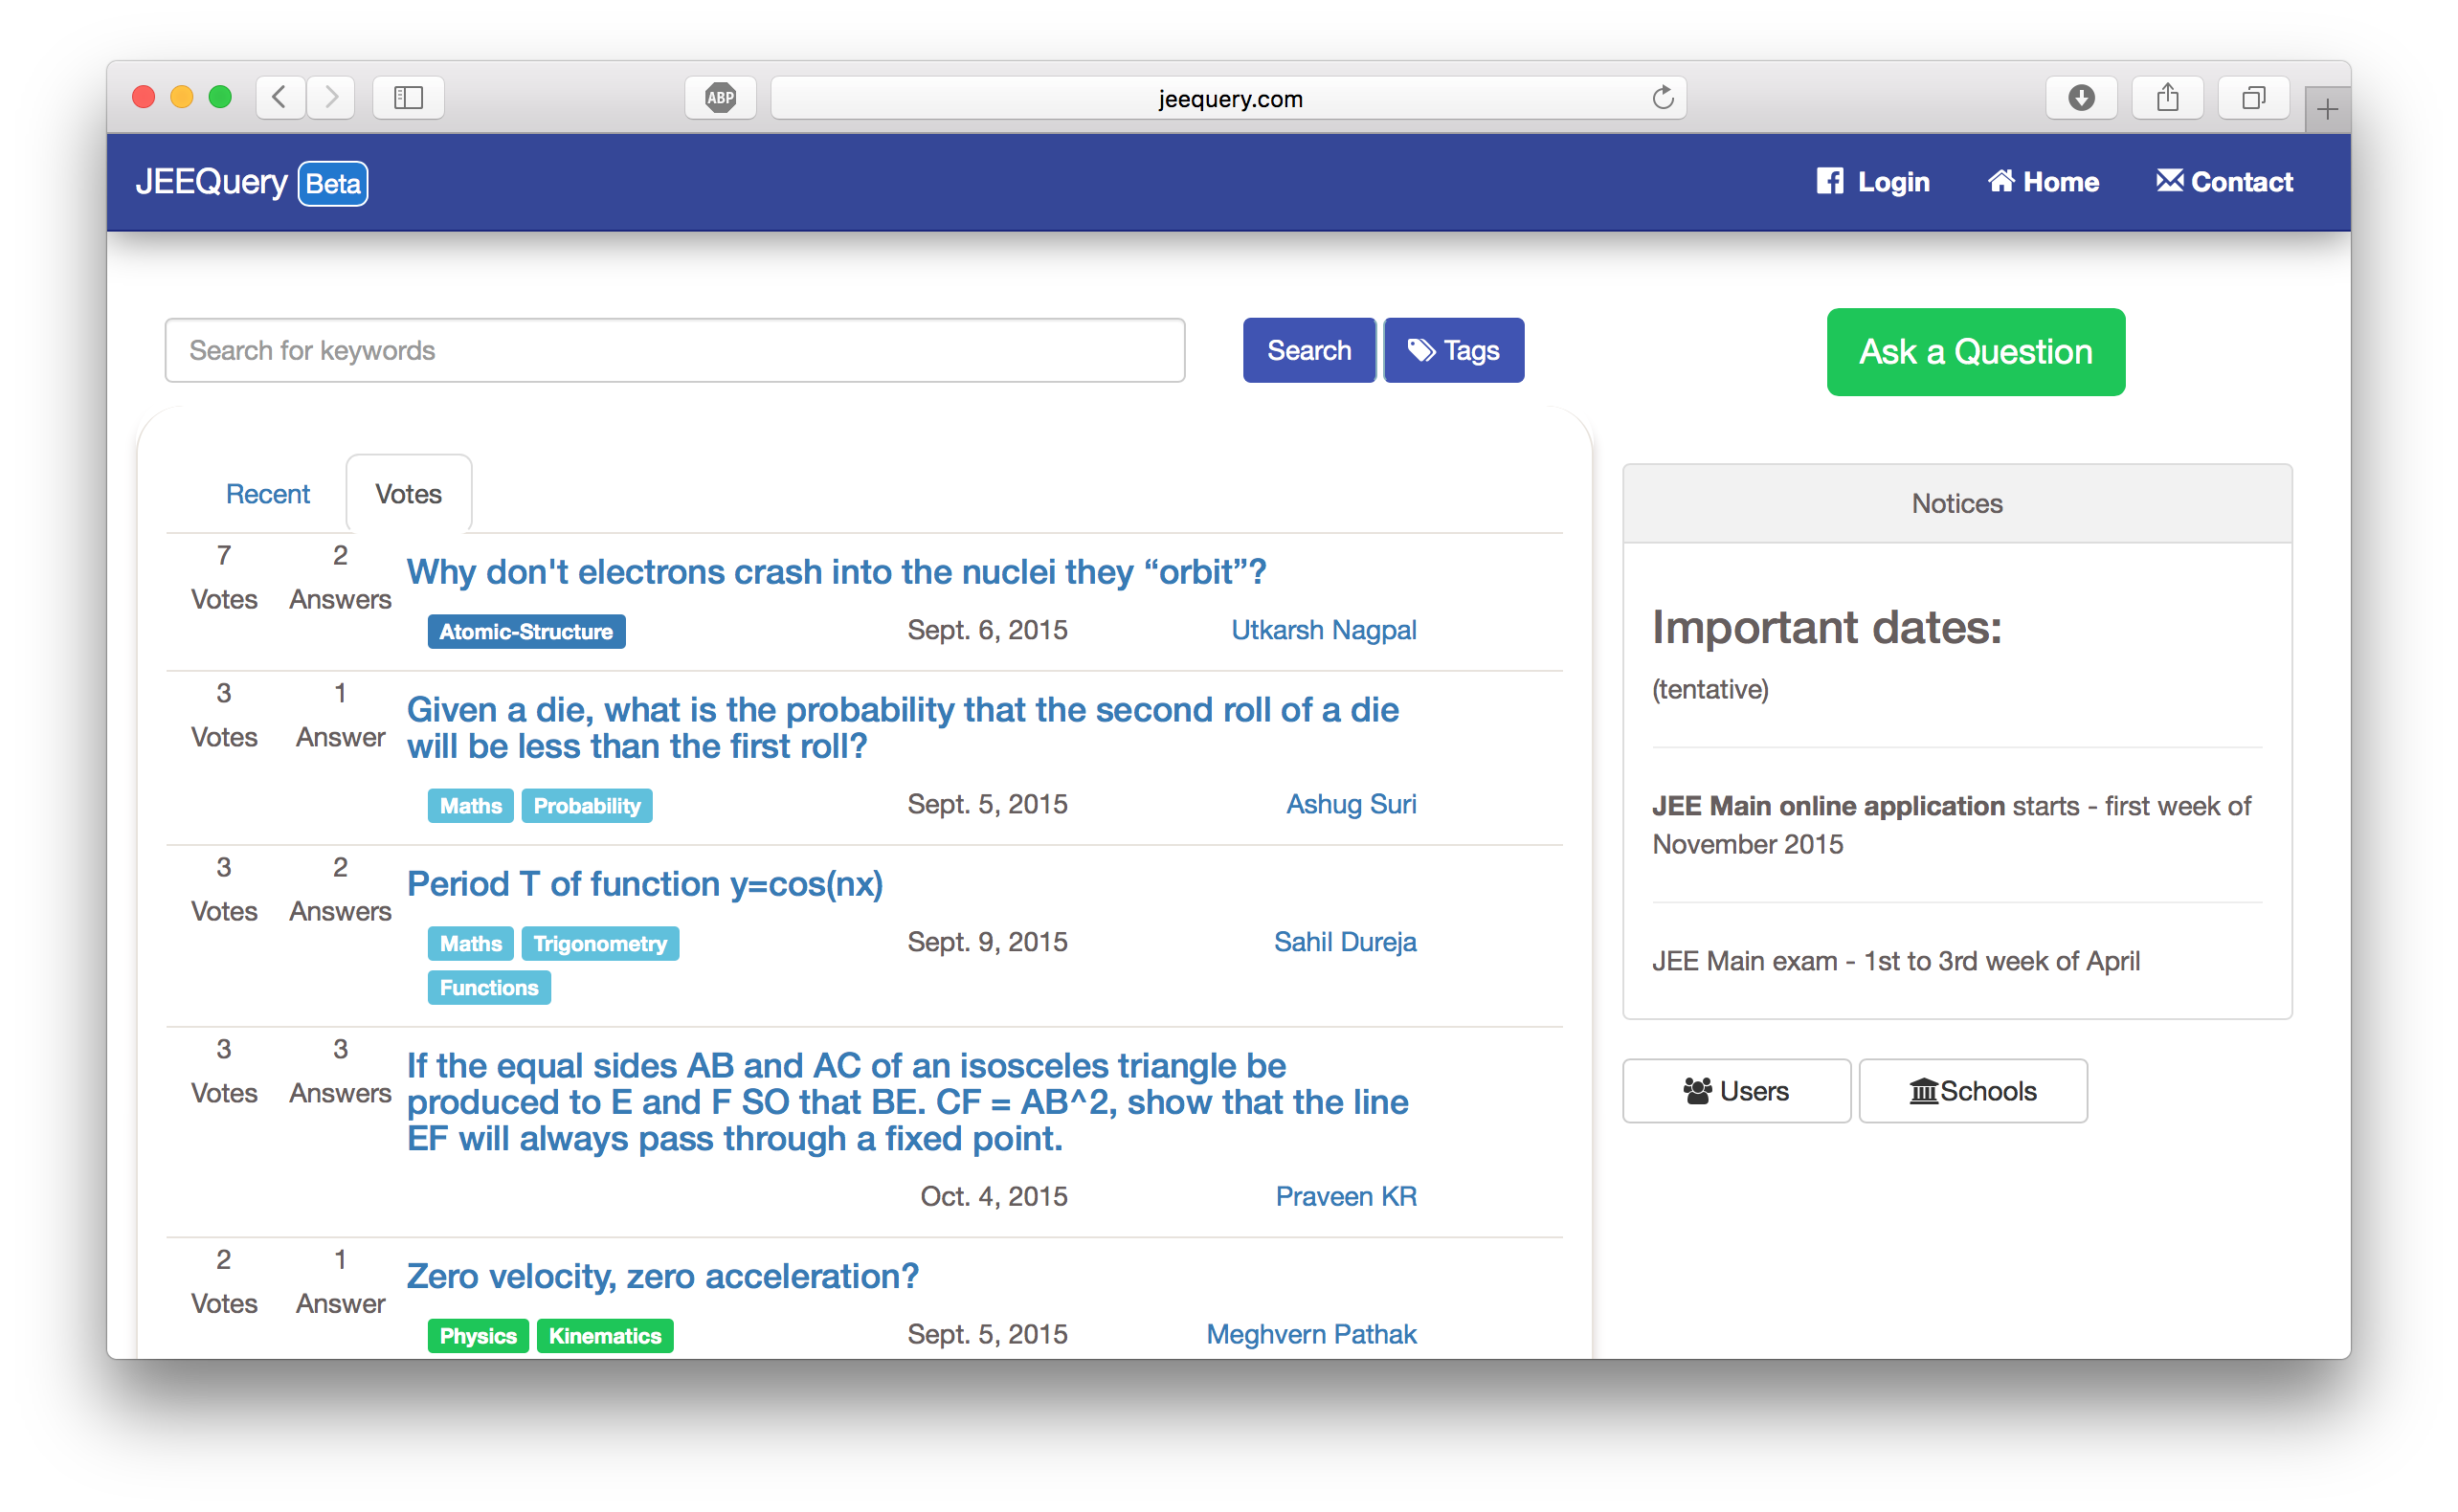 ABP
jeequery.com
JEEQuery Beta
Login Home Contact
Search for keywords
Search Tags
Ask a Question
Recent Votes
7 2
Votes Answers
Why don't electrons crash into the nuclei they “orbit”?
Atomic-Structure Sept. 6, 2015 Utkarsh Nagpal
3 1
Votes Answer
Given a die, what is the probability that the second roll of a die
will be less than the first roll?
Maths Probability Sept. 5, 2015 Ashug Suri
3 2
Votes Answers
Period T of function y=cos(nx)
Maths Trigonometry Sept. 9, 2015 Sahil Dureja
Functions
3 3
Votes Answers
If the equal sides AB and AC of an isosceles triangle be
produced to E and F SO that BE. CF = AB^2, show that the line
EF will always pass through a fixed point.
Oct. 4, 2015 Praveen KR
2 1
Votes Answer
Zero velocity, zero acceleration?
Physics Kinematics Sept. 5, 2015 Meghvern Pathak
Notices
Important dates:
(tentative)
JEE Main online application starts - first week of
November 2015
JEE Main exam - 1st to 3rd week of April
Users Schools